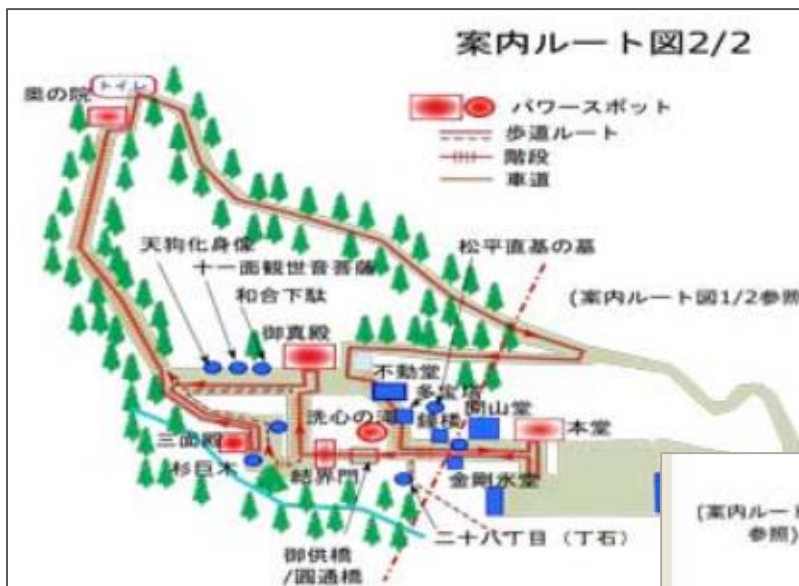 案内ルート図2/2
トイレ
奥の院
パワースポット
歩道ルート
階段
車道
天狗化身像
十一面観世音菩薩
和合下駄
松平直基の墓
(案内ルート図1/2参照
御真殿
不動堂
多宝塔
開山堂
洗心の滝
鐘楼
本堂
三面殿
杉巨木
結界門
金剛水堂
御供橋
/圓通橋
二十八丁目（丁石）
(案内ルート
参照)